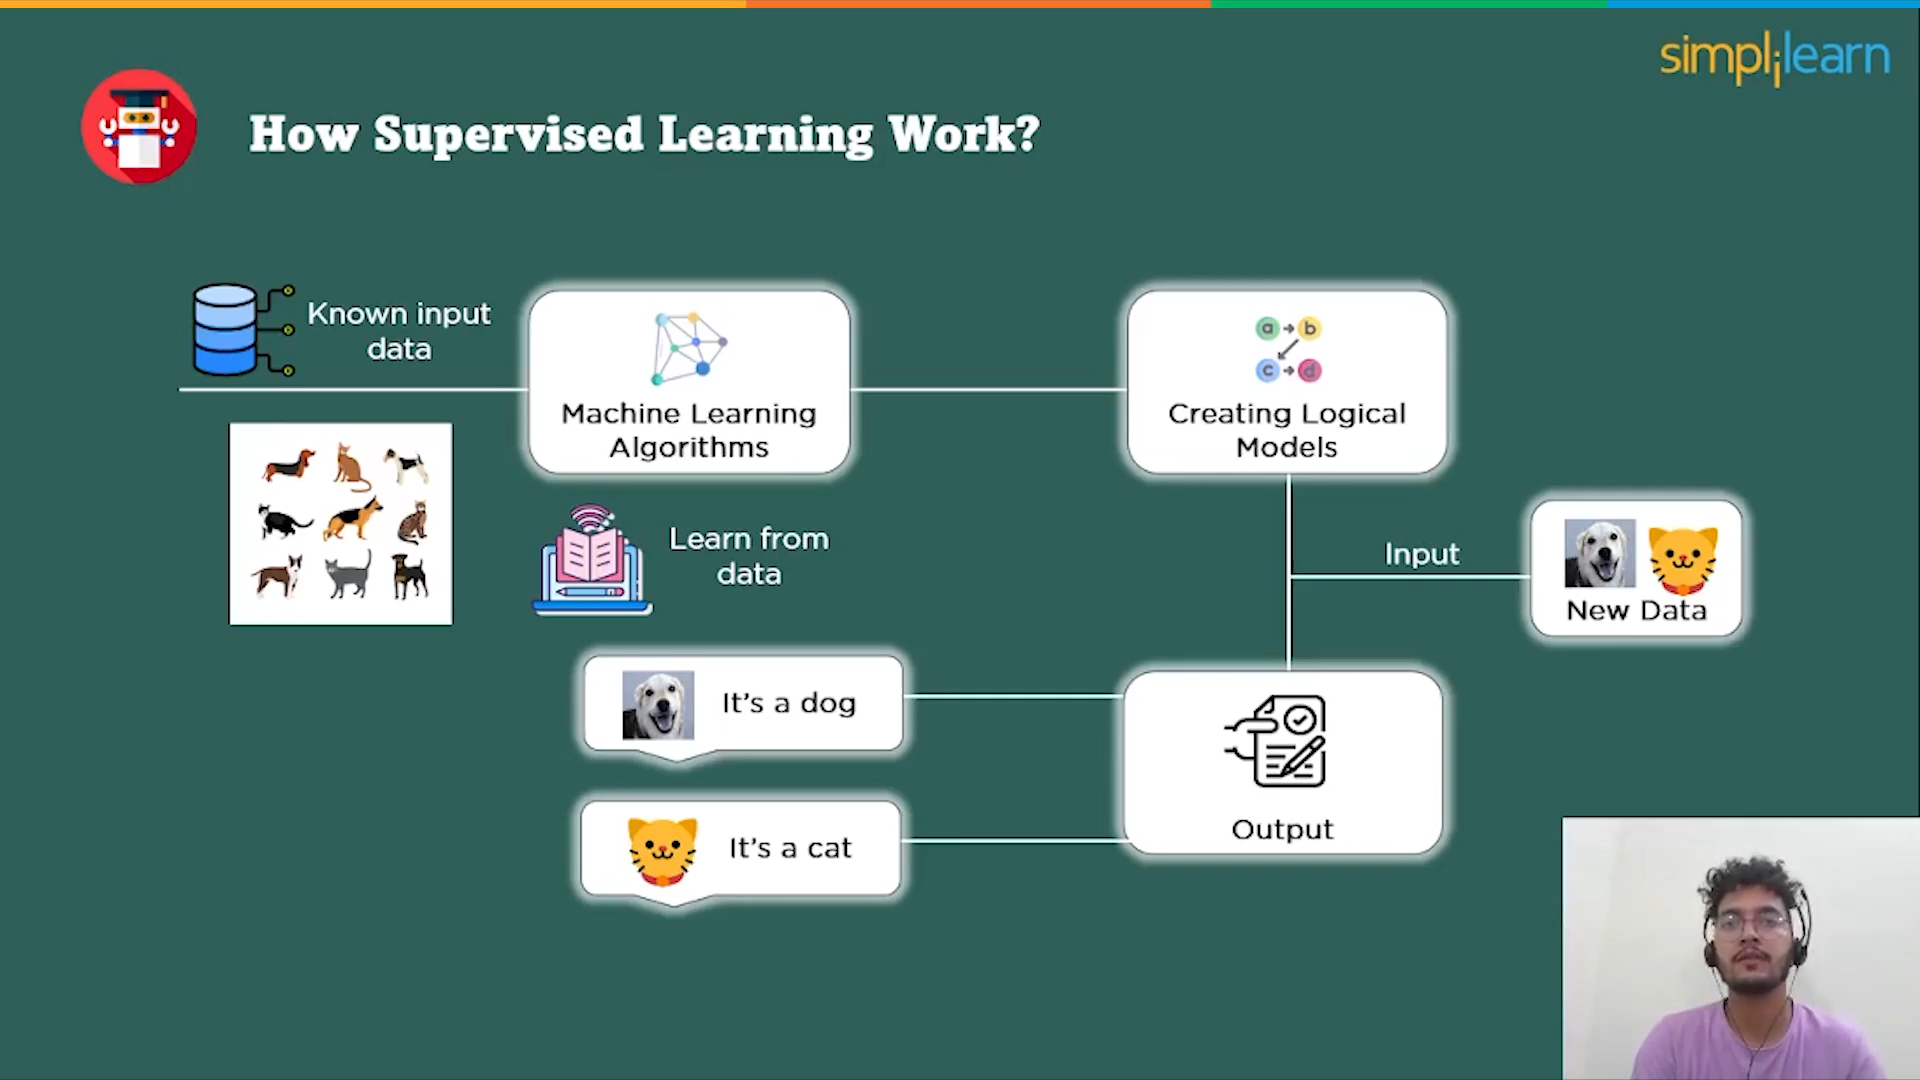 simplilearn
How Supervised Learning Work?
Known input
data
Machine Learning
Algorithms
a b
c d
Creating Logical
Models
Learn from
data
Input
New Data
It's a dog
It's a cat
Output